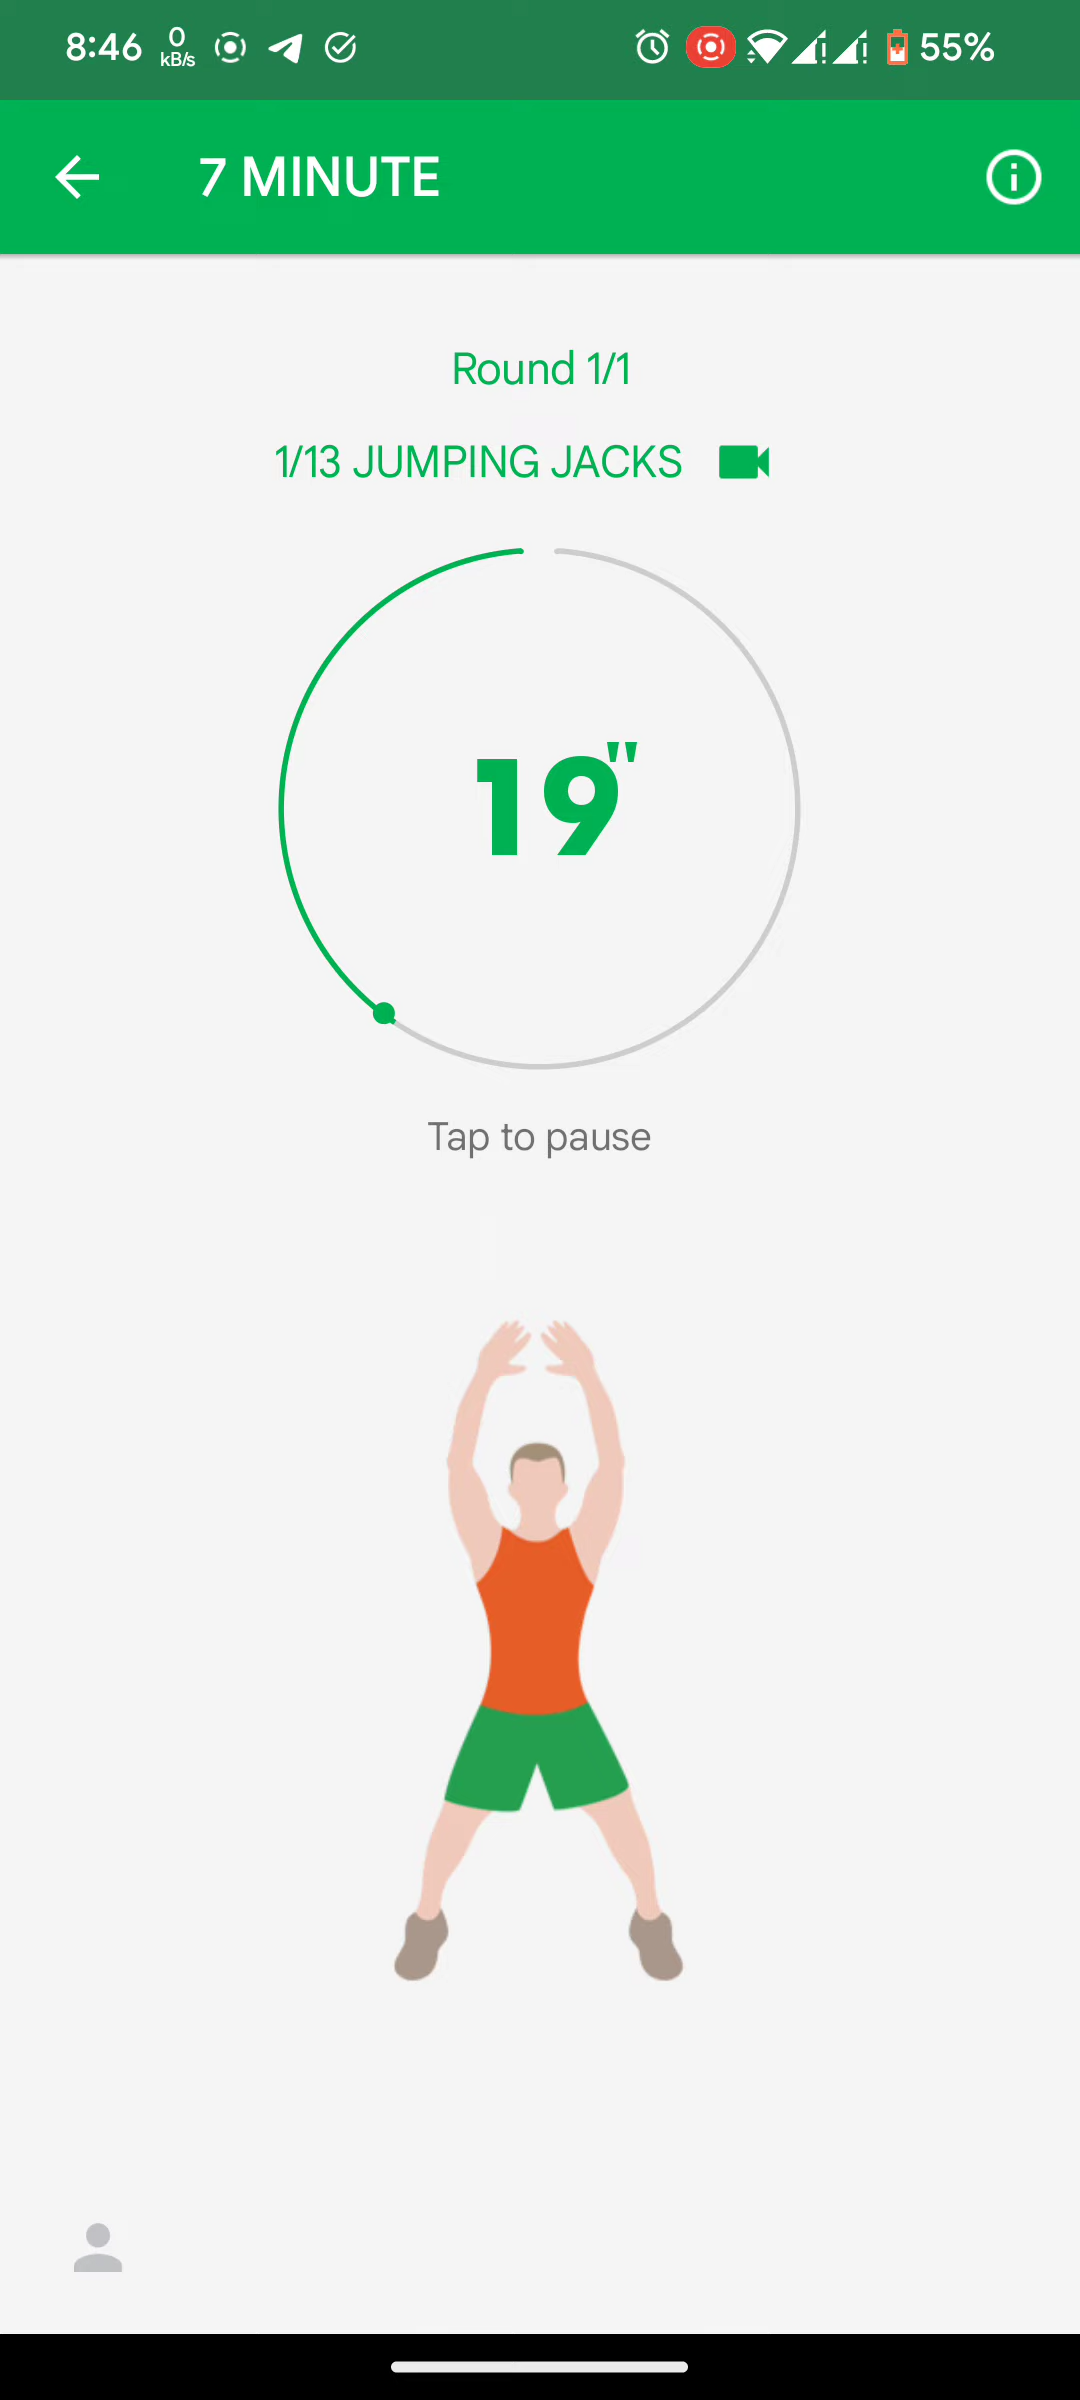 8:46 0 kB/s 55%
7 MINUTE
Round 1/1
1/13 JUMPING JACKS
19"
Tap to pause